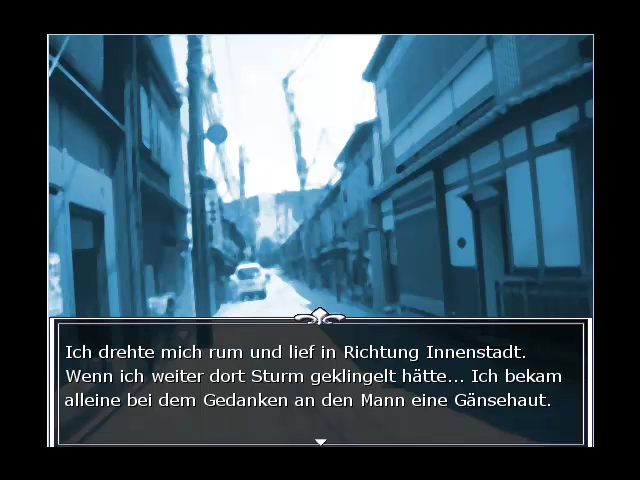 Ich drehte mich rum und lief in Richtung Innenstadt.
Wenn ich weiter dort Sturm geklingelt hätte... Ich bekam
alleine bei dem Gedanken an den Mann eine Gänsehaut.